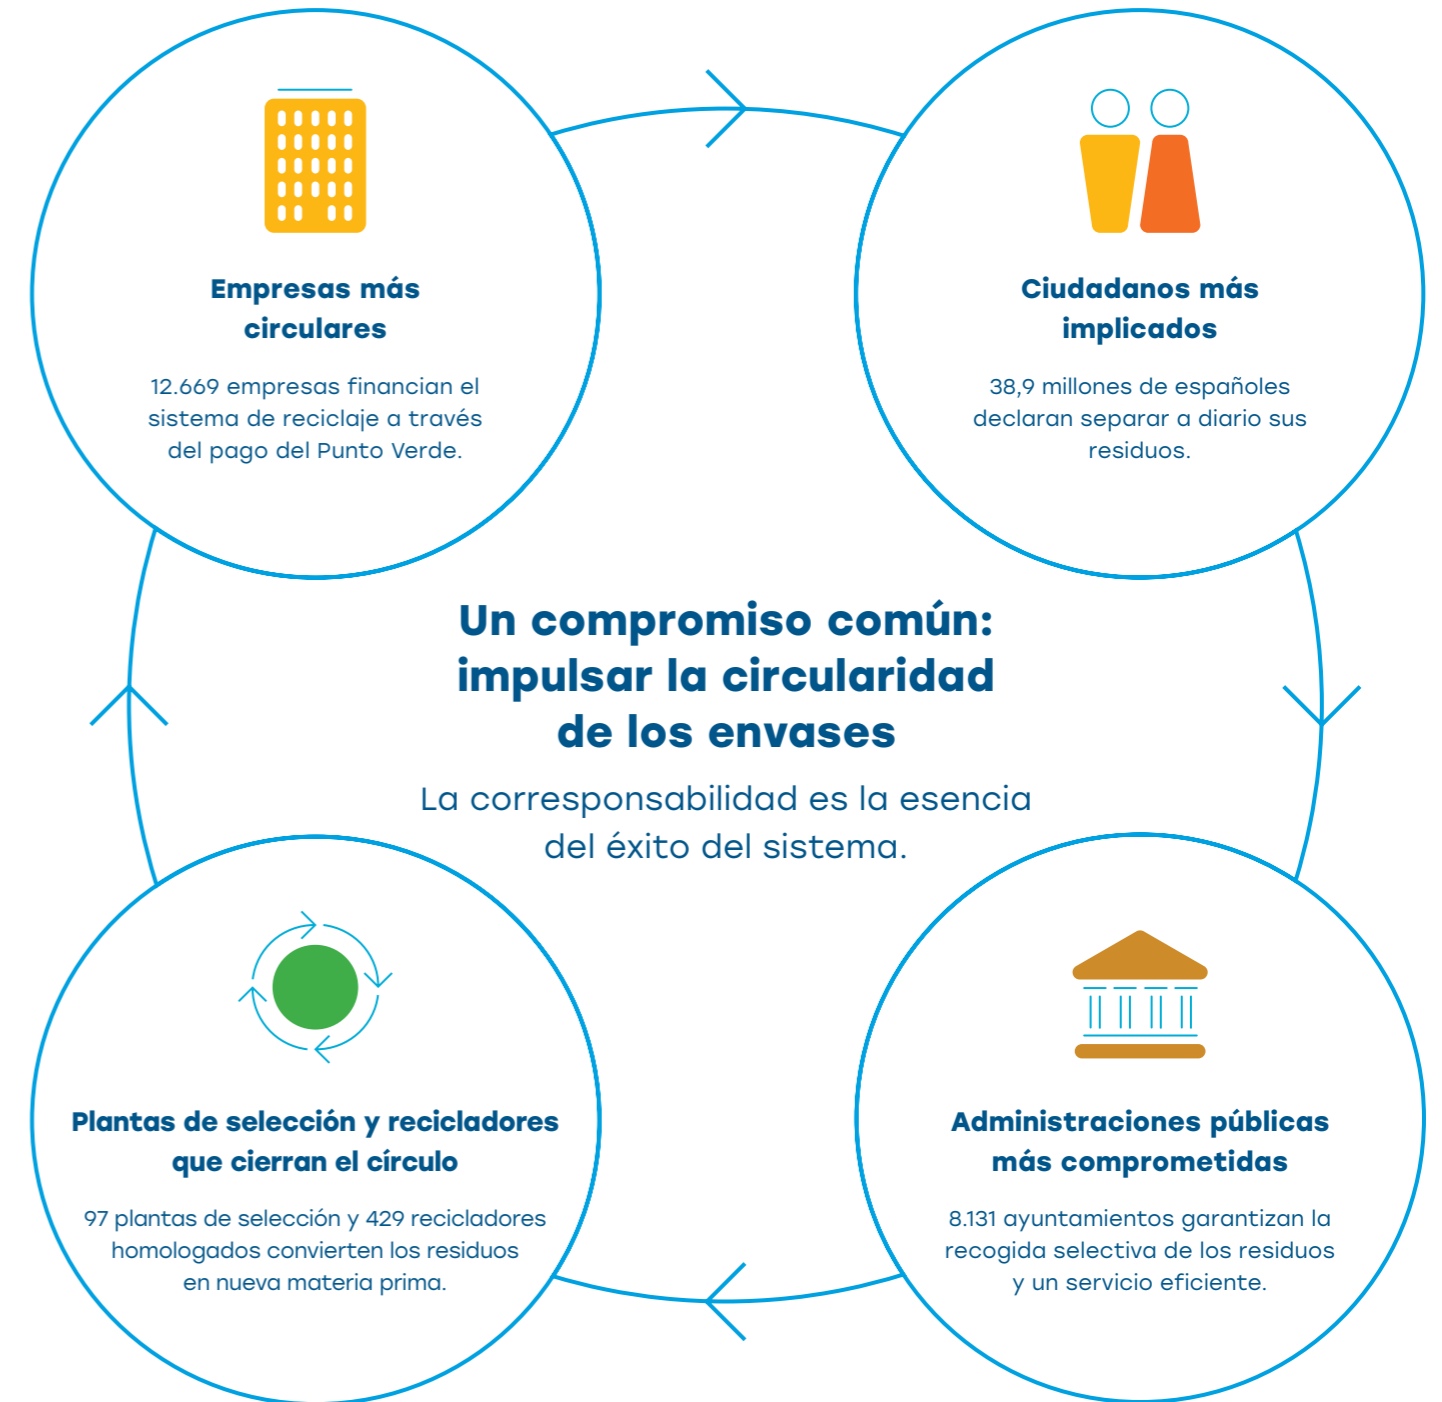 Empresas más
circulares
12.669 empresas financian el
sistema de reciclaje a través
del pago del Punto Verde.
Ciudadanos más
implicados
38,9 millones de españoles
declaran separar a diario sus
residuos.
Un compromiso común:
impulsar la circularidad
de los envases
La corresponsabilidad es la esencia
del éxito del sistema.
Plantas de selección y recicladores
que cierran el círculo
97 plantas de selección y 429 recicladores
homologados convierten los residuos
en nueva materia prima.
Administraciones públicas
más comprometidas
8.131 ayuntamientos garantizan la
recogida selectiva de los residuos
y un servicio eficiente.